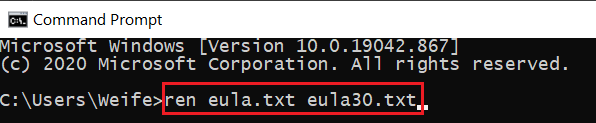 Command Prompt
Microsoft Windows [Version 10.0.19042.867]
(c) 2020 Microsoft Corporation. All rights reserved.
C:\Users\Weife>ren eula.txt eula30.txt